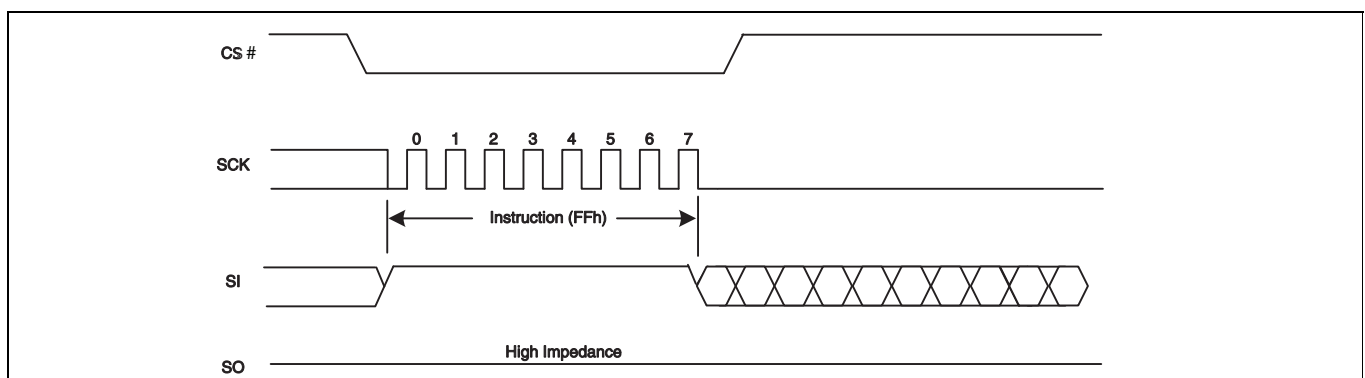 CS #
0 1 2 3 4 5 6 7
SCK
Instruction (FFh)
SI
High Impedance
SO